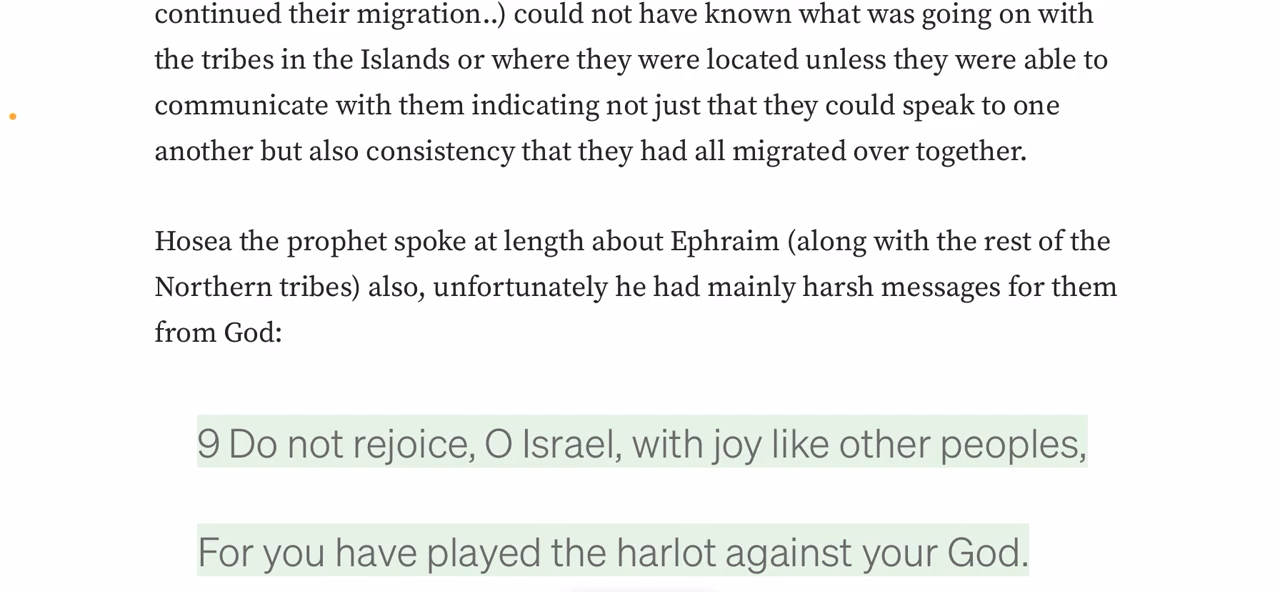 continued their migration..) could not have known what was going on with
the tribes in the Islands or where they were located unless they were able to
communicate with them indicating not just that they could speak to one
another but also consistency that they had all migrated over together.
Hosea the prophet spoke at length about Ephraim (along with the rest of the
Northern tribes) also, unfortunately he had mainly harsh messages for them
from God:
9 Do not rejoice, O Israel, with joy like other peoples,
For you have played the harlot against your God.